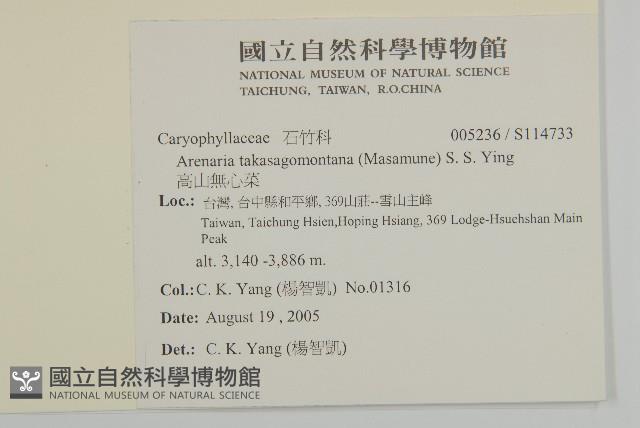 國立自然科學博物館
NATIONAL MUSEUM OF NATURAL SCIENCE
TAICHUNG, TAIWAN, R.O.CHINA
Caryophyllaceae 石竹科 005236 / S114733
Arenaria takasagomontana (Masamune) S. S. Ying
高山無心菜
Loc.: 台灣, 台中縣和平鄉, 369山莊--雪山主峰
Taiwan, Taichung Hsien,Hoping Hsiang, 369 Lodge-Hsuehshan Main
Peak
alt. 3,140 -3,886 m.
Col.: C. K. Yang (楊智凱) No.01316
Date: August 19 , 2005
Det.: C. K. Yang (楊智凱)
國立自然科學博物館
NATIONAL MUSEUM OF NATURAL SCIENCE